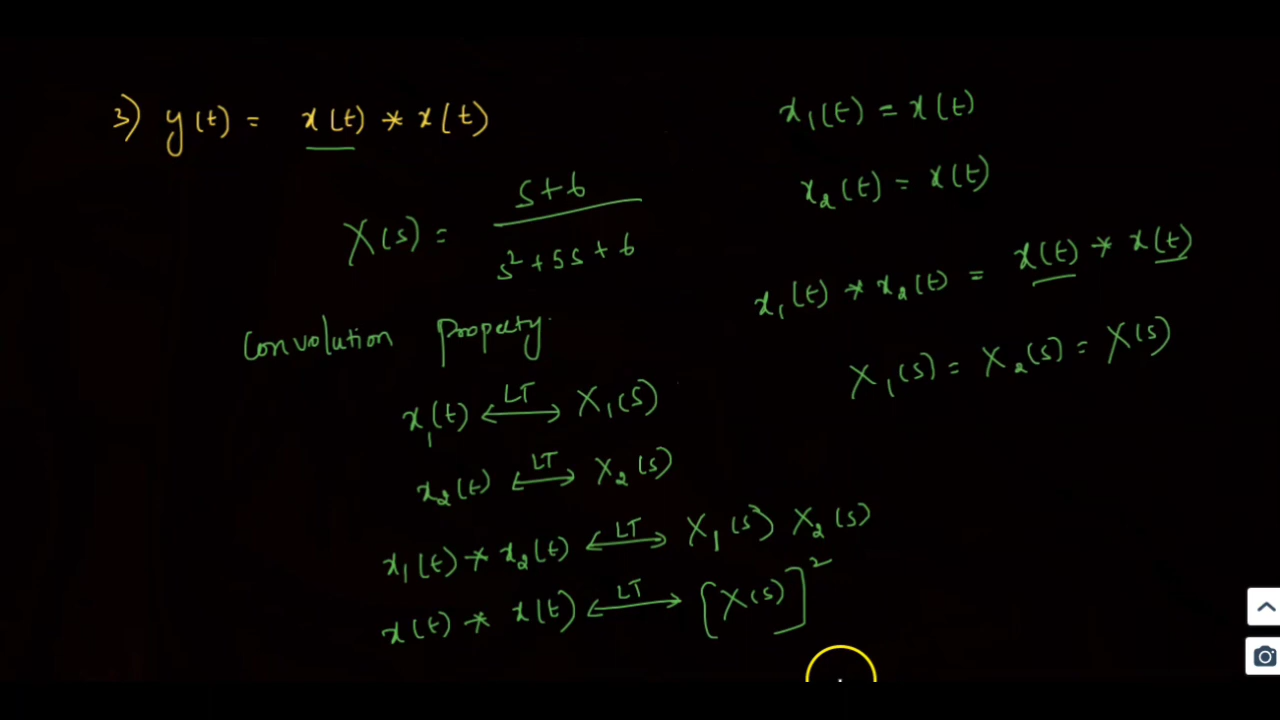 3) y(t) = x(t) * x(t)
X(s) = s+6 / s²+5s+6
Convolution Property
x₁(t) ⟷ LT X₁(s)
x₂(t) ⟷ LT X₂(s)
x₁(t) * x₂(t) ⟷ LT X₁(s) X₂(s)
x(t) * x(t) ⟷ LT [X(s)]²
x₁(t) = x(t)
x₂(t) = x(t)
x₁(t) * x₂(t) = x(t) * x(t)
X₁(s) = X₂(s) = X(s)